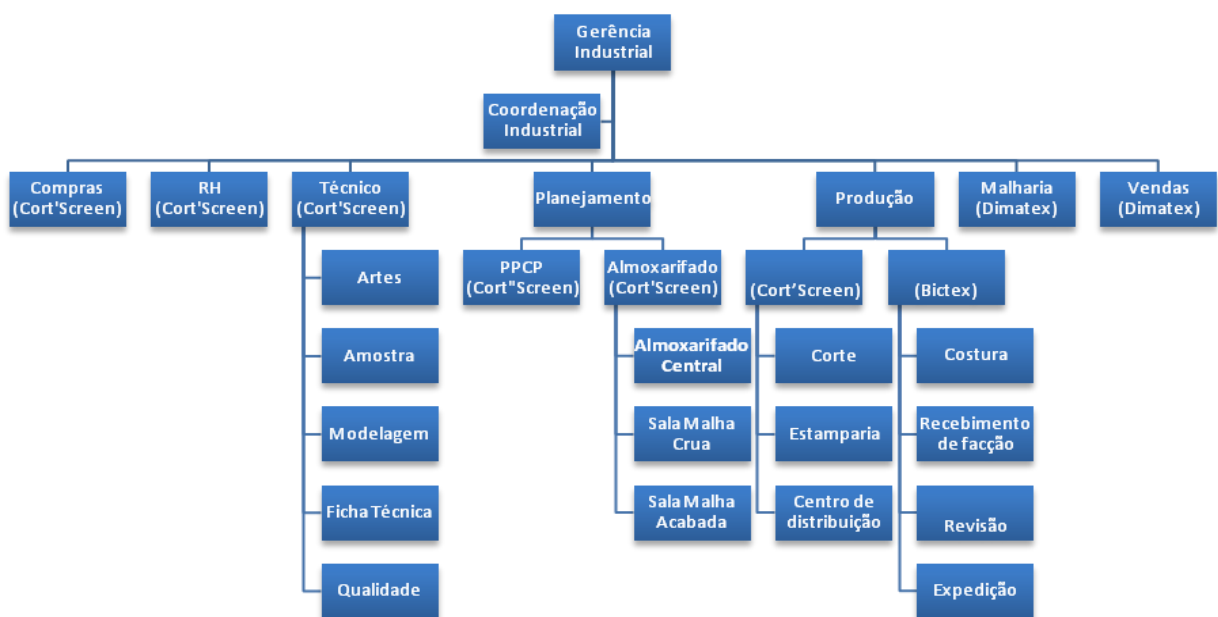 Gerência
Industrial
Coordenação
Industrial
Compras
(Cort'Screen)
RH
(Cort'Screen)
Técnico
(Cort'Screen)
Planejamento
Produção
Malharia
(Dimatex)
Vendas
(Dimatex)
Artes
Amostra
Modelagem
Ficha Técnica
Qualidade
PPCP
(Cort"Screen)
Almoxarifado
(Cort'Screen)
Almoxarifado
Central
Sala Malha
Crua
Sala Malha
Acabada
(Cort’Screen)
Corte
Estamparia
Centro de
distribuição
(Bictex)
Costura
Recebimento
de facção
Revisão
Expedição